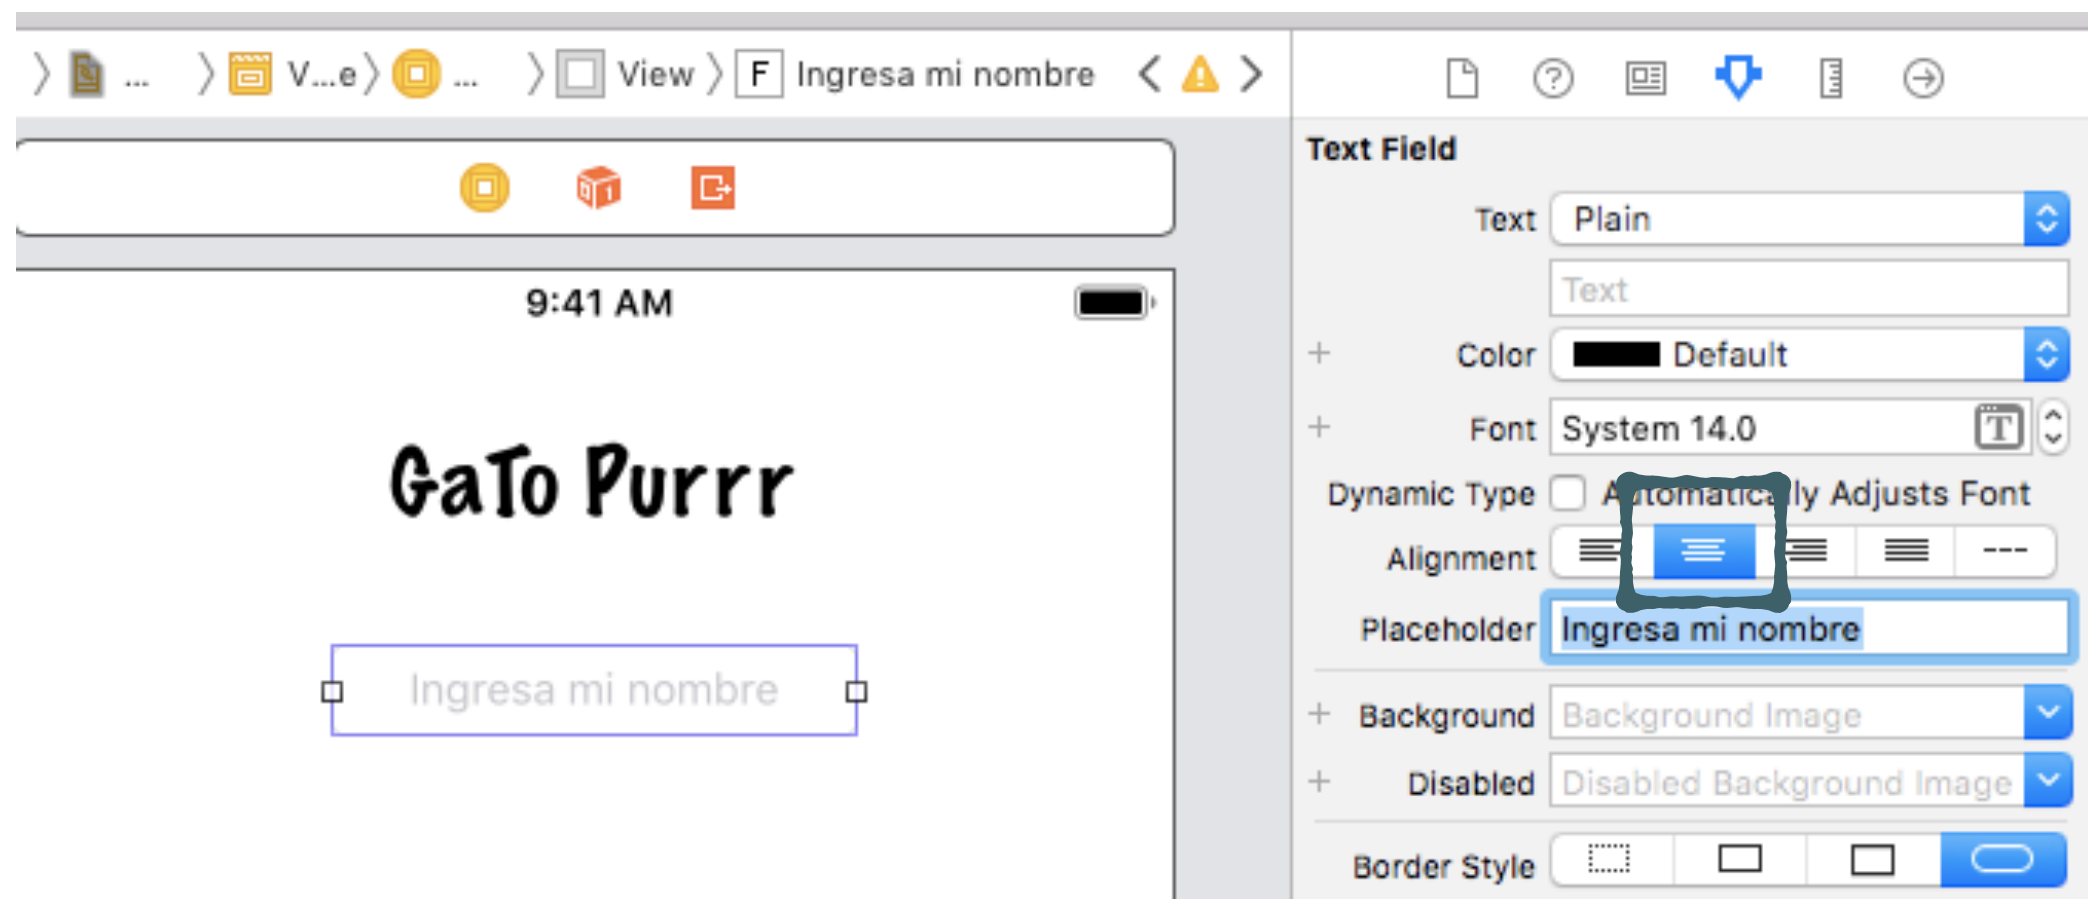 ... V...e ... View F Ingresa mi nombre
9:41 AM
GaTo Purrr
Ingresa mi nombre
Text Field
Text Plain
Text
Color Default
Font System 14.0 T
Dynamic Type Automatically Adjusts Font
Alignment ---
Placeholder Ingresa mi nombre
Background Background Image
Disabled Disabled Background Image
Border Style